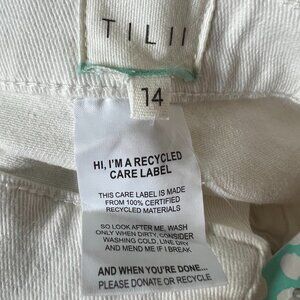 TILII
14
HI, I'M A RECYCLED
CARE LABEL
THIS CARE LABEL IS MADE
FROM 100% CERTIFIED
RECYCLED MATERIALS
SO LOOK AFTER ME, WASH
ONLY WHEN DIRTY, CONSIDER
WASHING COLD, LINE DRY
AND MEND ME IF I BREAK
AND WHEN YOU'RE DONE...
PLEASE DONATE OR RECYCLE